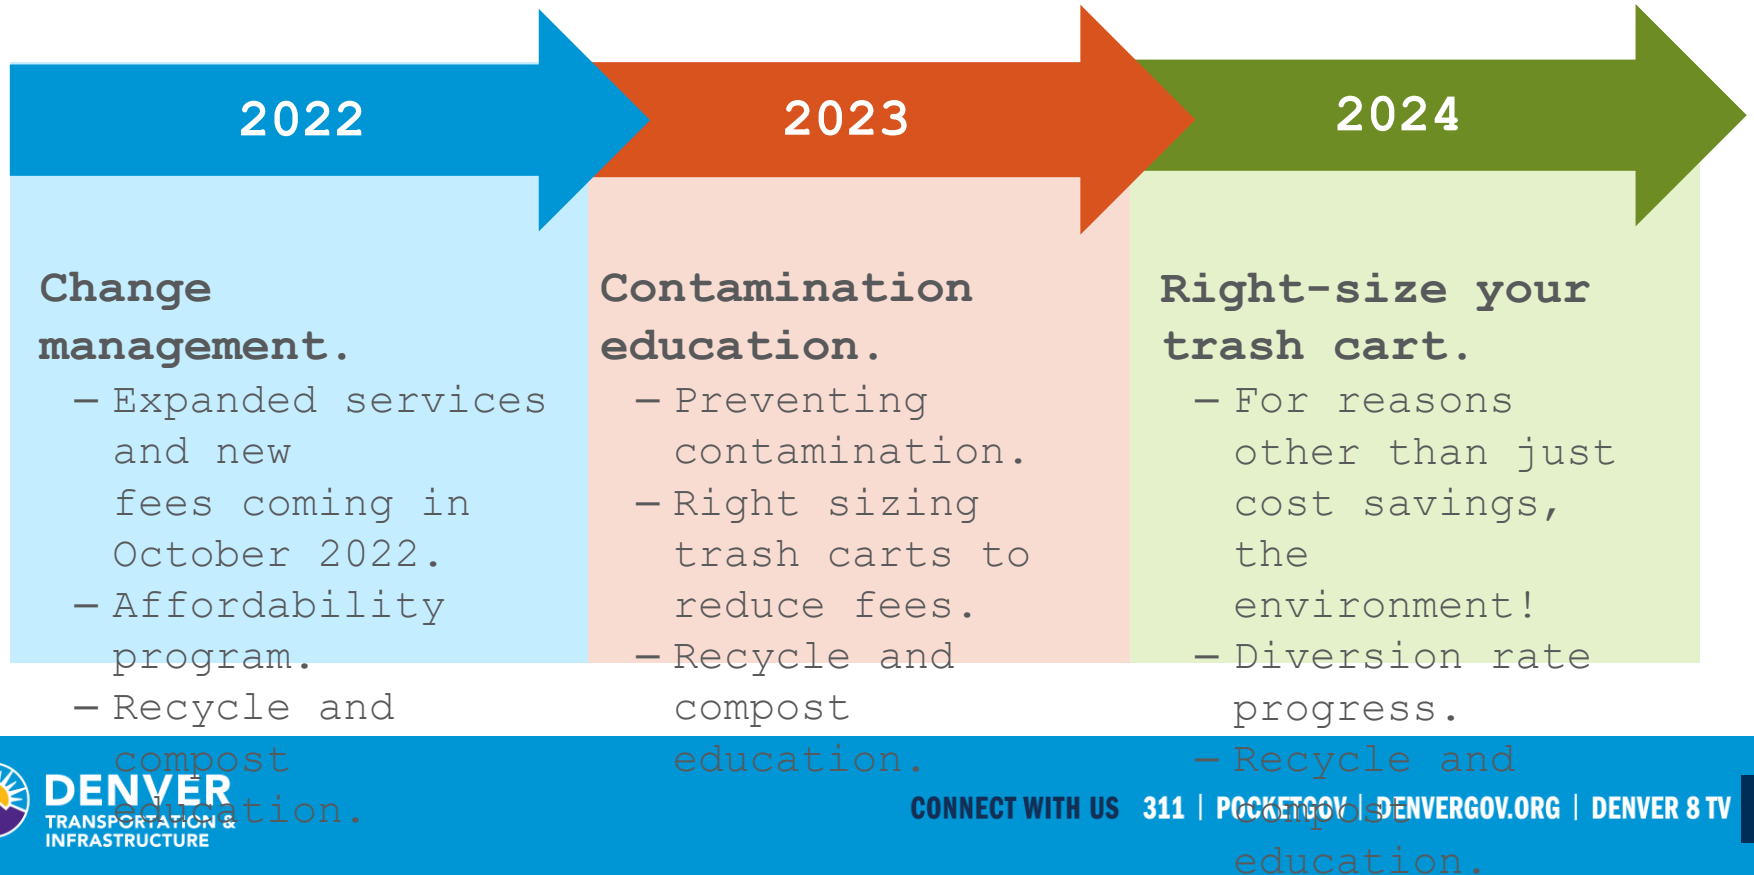 2022
2023
2024
Change
management.
– Expanded services
and new
fees coming in
October 2022.
– Affordability
program.
– Recycle and
compost
education.
Contamination
education.
– Preventing
contamination.
– Right sizing
trash carts to
reduce fees.
– Recycle and
compost
education.
Right-size your
trash cart.
– For reasons
other than just
cost savings,
the
environment!
– Diversion rate
progress.
– Recycle and
compost
education.
DENVER
TRANSPORTATION &
INFRASTRUCTURE
CONNECT WITH US 311 | POCKETGOV | DENVERGOV.ORG | DENVER 8 TV